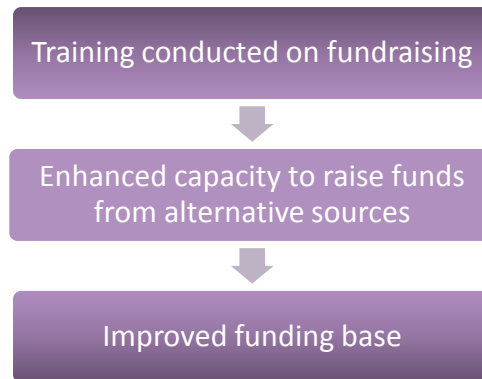 Training conducted on fundraising
Enhanced capacity to raise funds
from alternative sources
Improved funding base